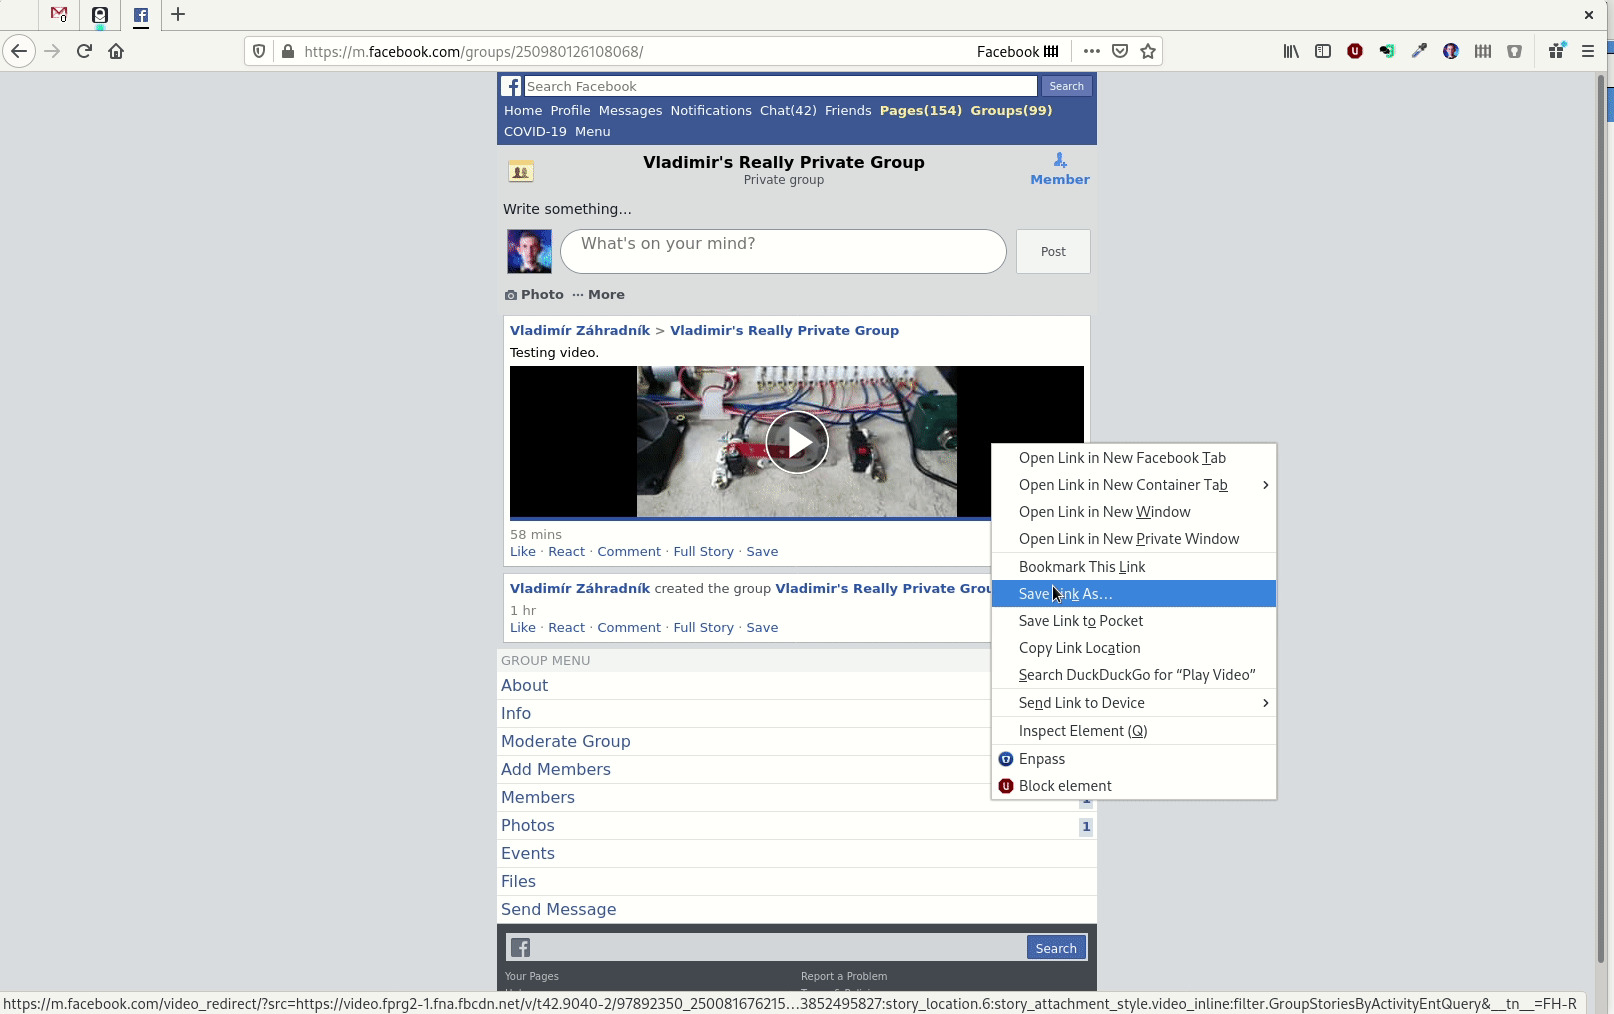 https://m.facebook.com/groups/250980126108068/
Facebook
Search Facebook
Search
Home Profile Messages Notifications Chat(42) Friends Pages(154) Groups(99)
COVID-19 Menu
Vladimir's Really Private Group
Private group
Member
Write something...
What's on your mind?
Post
Photo ··· More
Vladimír Záhradník > Vladimir's Really Private Group
Testing video.
58 mins
Like · React · Comment · Full Story · Save
Vladimír Záhradník created the group Vladimir's Really Private
1 hr
Like · React · Comment · Full Story · Save
GROUP MENU
About
Info
Moderate Group
Add Members
Members
Photos 1
Events
Files
Send Message
Search
Your Pages Report a Problem
Open Link in New Facebook Tab
Open Link in New Container Tab
Open Link in New Window
Open Link in New Private Window
Bookmark This Link
Save Link As...
Save Link to Pocket
Copy Link Location
Search DuckDuckGo for “Play Video”
Send Link to Device
Inspect Element (Q)
Enpass
Block element
https://m.facebook.com/video_redirect/?src=https://video.fprg2-1.fna.fbcdn.net/v/t42.9040-2/97892350_250081676215…3852495827:story_location.6:story_attachment_style.video_inline:filter.GroupStoriesByActivityEntQuery&__tn__=FH-R